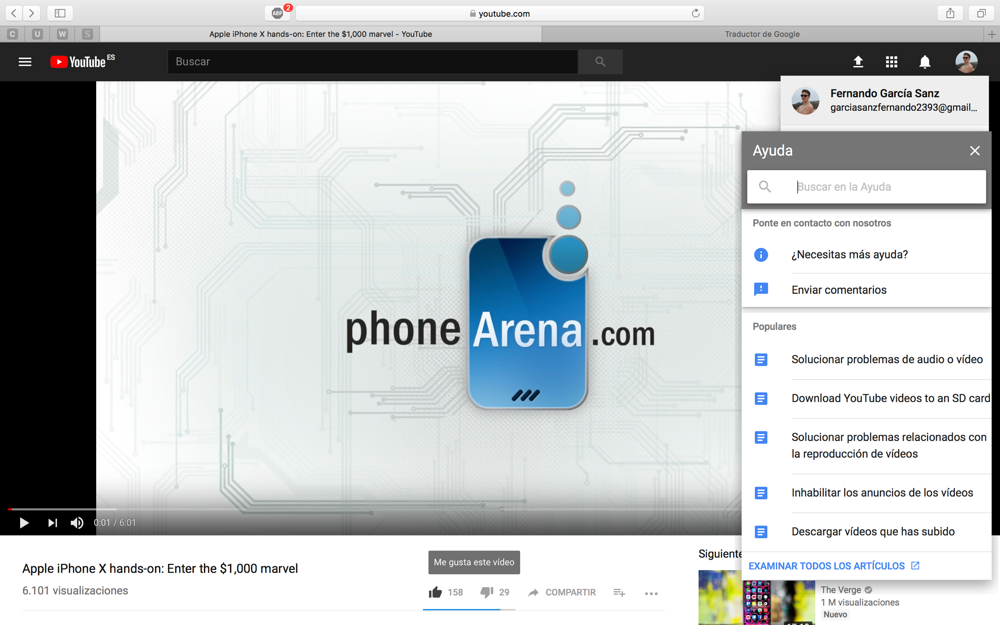 ABP
2
youtube.com
C
U
W
S
Apple iPhone X hands-on: Enter the $1,000 marvel - YouTube
Traductor de Google
YouTube ES
Buscar
Fernando García Sanz
garciasanzfernando2393@gmail...
Ayuda
Buscar en la Ayuda
Ponte en contacto con nosotros
¿Necesitas más ayuda?
Enviar comentarios
Populares
Solucionar problemas de audio o vídeo
Download YouTube videos to an SD card
Solucionar problemas relacionados con
la reproducción de vídeos
Inhabilitar los anuncios de los vídeos
Descargar vídeos que has subido
EXAMINAR TODOS LOS ARTÍCULOS
phone Arena .com
0:01 / 6:01
Apple iPhone X hands-on: Enter the $1,000 marvel
6.101 visualizaciones
Me gusta este vídeo
158
29
COMPARTIR
Siguiente
The Verge
1 M visualizaciones
Nuevo